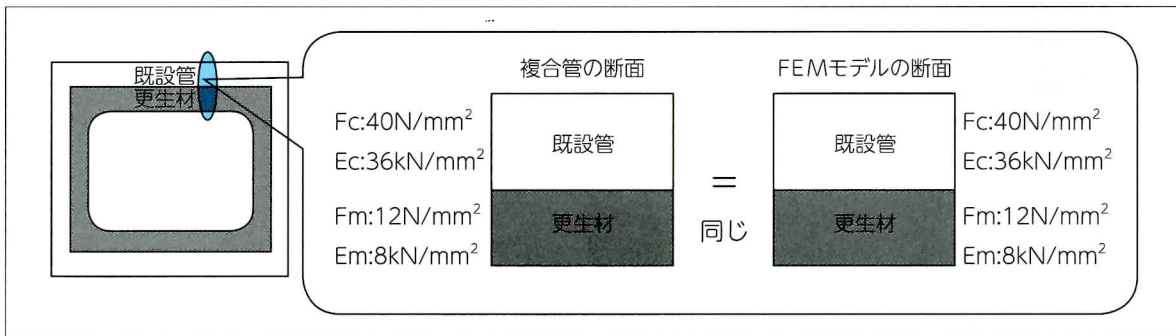 既設管
更生材
複合管の断面
FEMモデルの断面
Fc:40N/mm²
Ec:36kN/mm²
Fm:12N/mm²
Em:8kN/mm²
既設管
更生材
=
同じ
既設管
更生材
Fc:40N/mm²
Ec:36kN/mm²
Fm:12N/mm²
Em:8kN/mm²